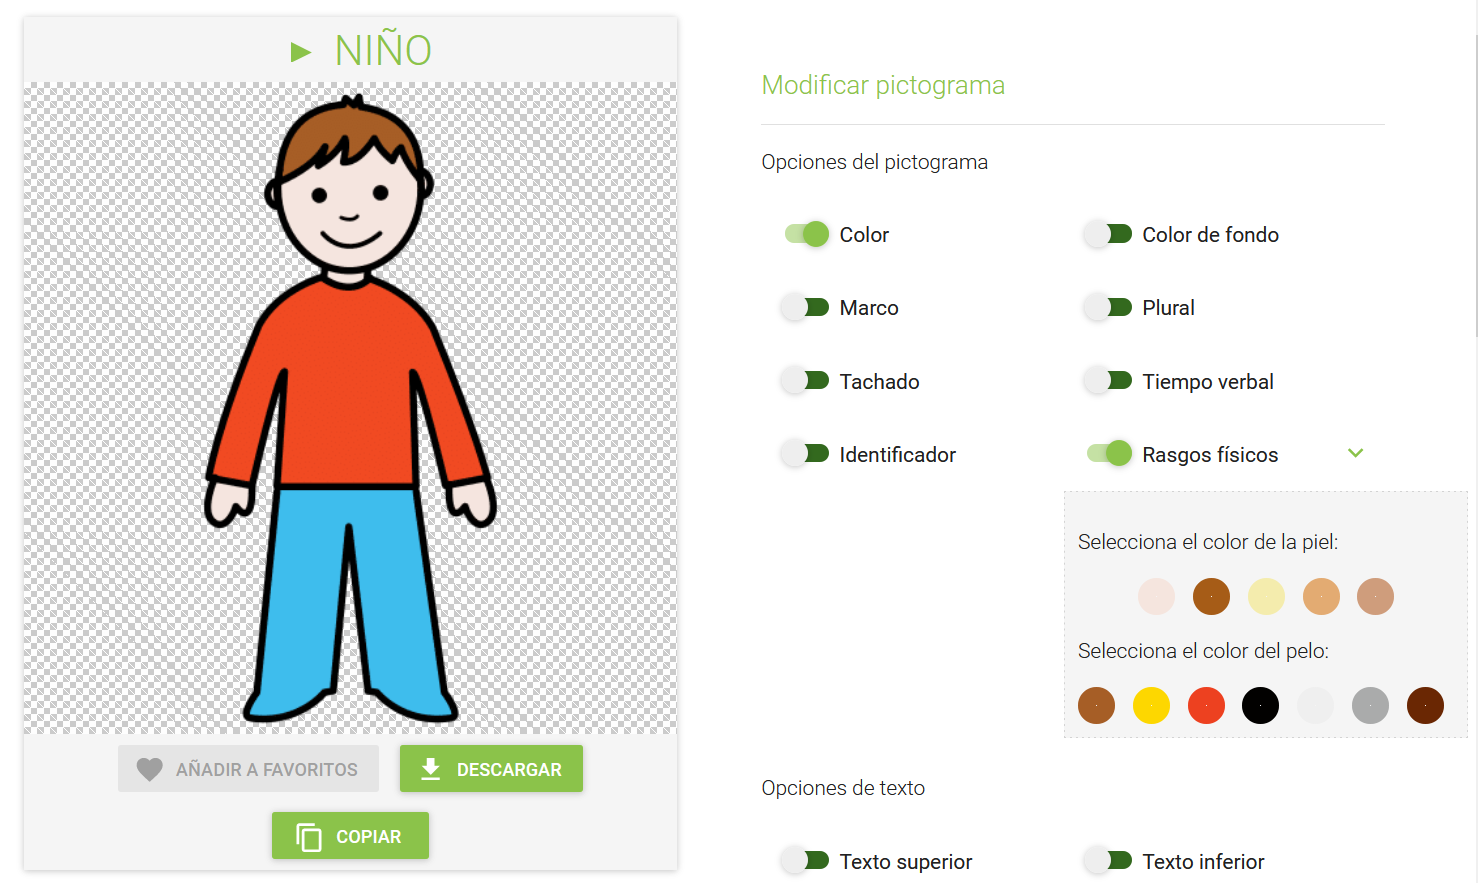 NIÑO
Modificar pictograma
Opciones del pictograma
Color
Color de fondo
Marco
Plural
Tachado
Tiempo verbal
Identificador
Rasgos físicos
Selecciona el color de la piel:
Selecciona el color del pelo:
AÑADIR A FAVORITOS
DESCARGAR
COPIAR
Opciones de texto
Texto superior
Texto inferior